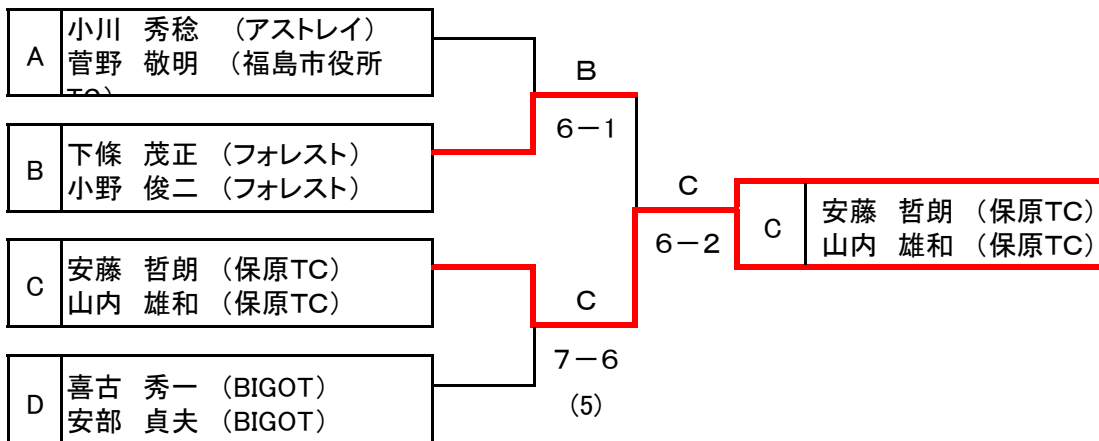 A
小川 秀稔 （アストレイ）
菅野 敬明 （福島市役所
TC）
B
下條 茂正 （フォレスト）
小野 俊二 （フォレスト）
C
安藤 哲朗 （保原TC）
山内 雄和 （保原TC）
D
喜古 秀一 （BIGOT）
安部 貞夫 （BIGOT）
B
6－1
C
7－6
(5)
C
6－2
C
安藤 哲朗 （保原TC）
山内 雄和 （保原TC）